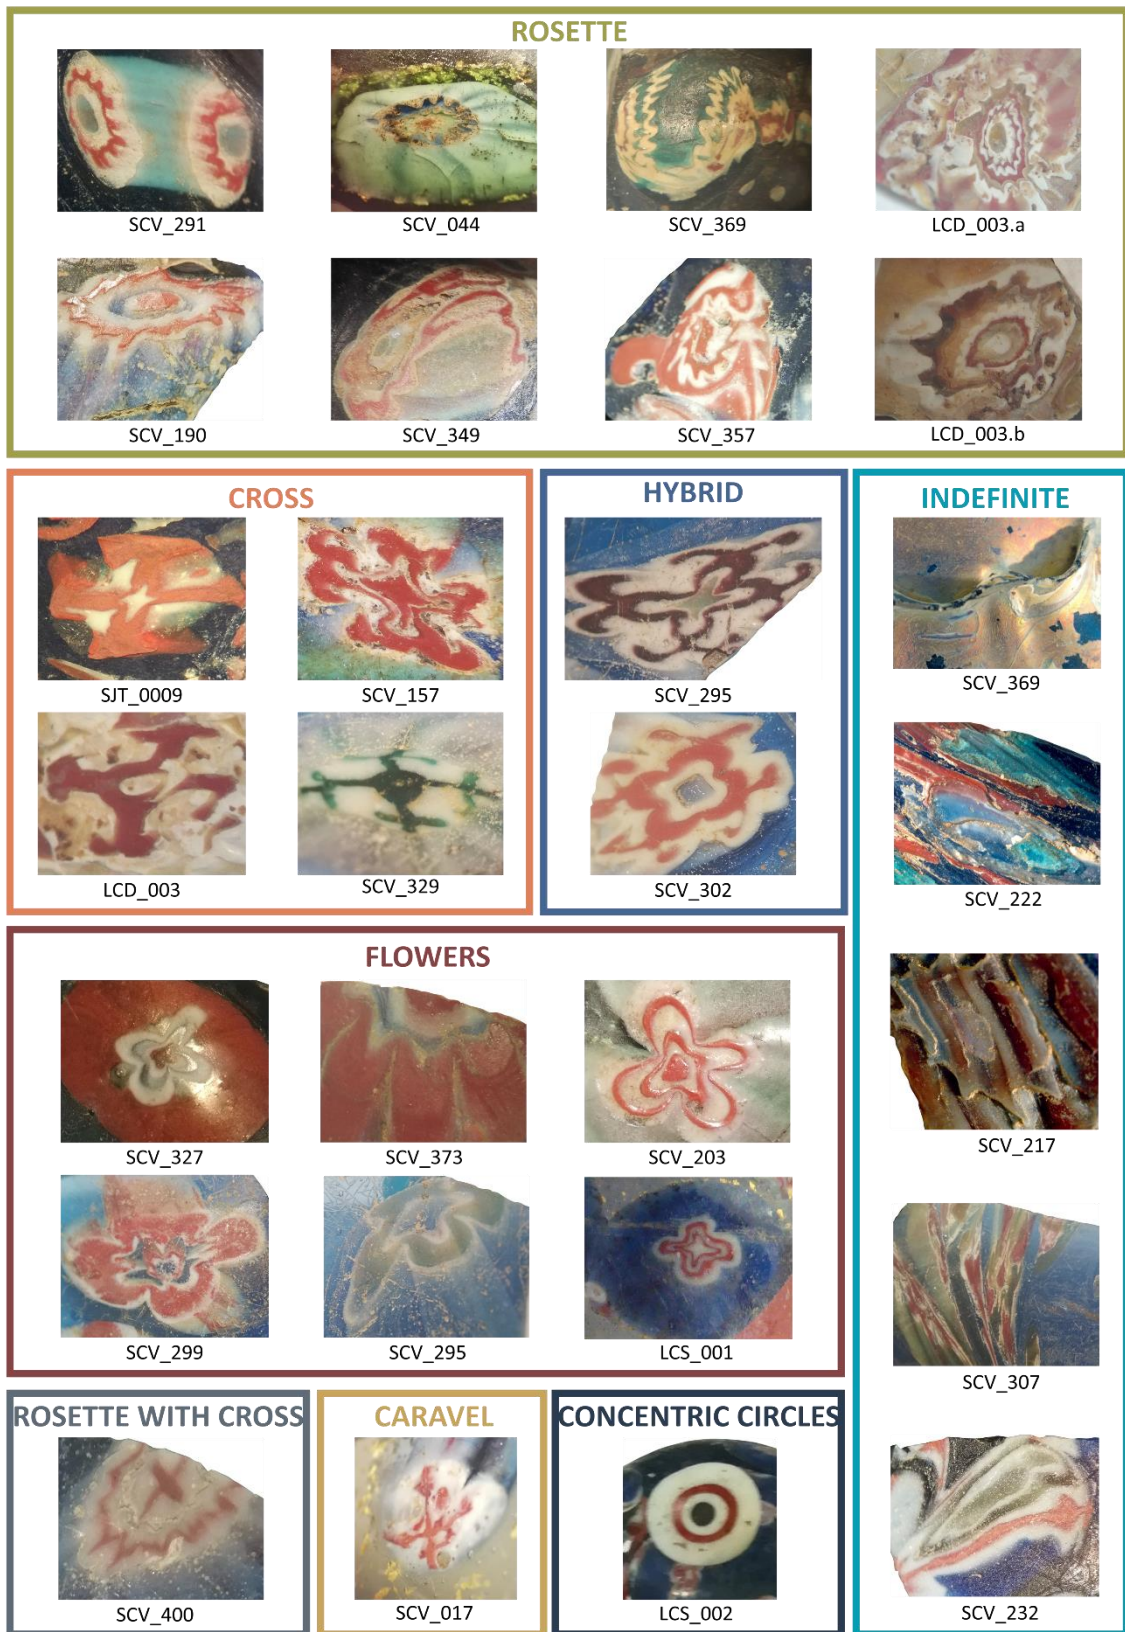 ROSETTE
SCV_291
SCV_044
SCV_369
LCD_003.a
SCV_190
SCV_349
SCV_357
LCD_003.b
CROSS
SJT_0009
SCV_157
LCD_003
SCV_329
HYBRID
SCV_295
SCV_302
INDEFINITE
SCV_369
SCV_222
SCV_217
SCV_307
SCV_232
FLOWERS
SCV_327
SCV_373
SCV_203
SCV_299
SCV_295
LCS_001
ROSETTE WITH CROSS
SCV_400
CARAVEL
SCV_017
CONCENTRIC CIRCLES
LCS_002